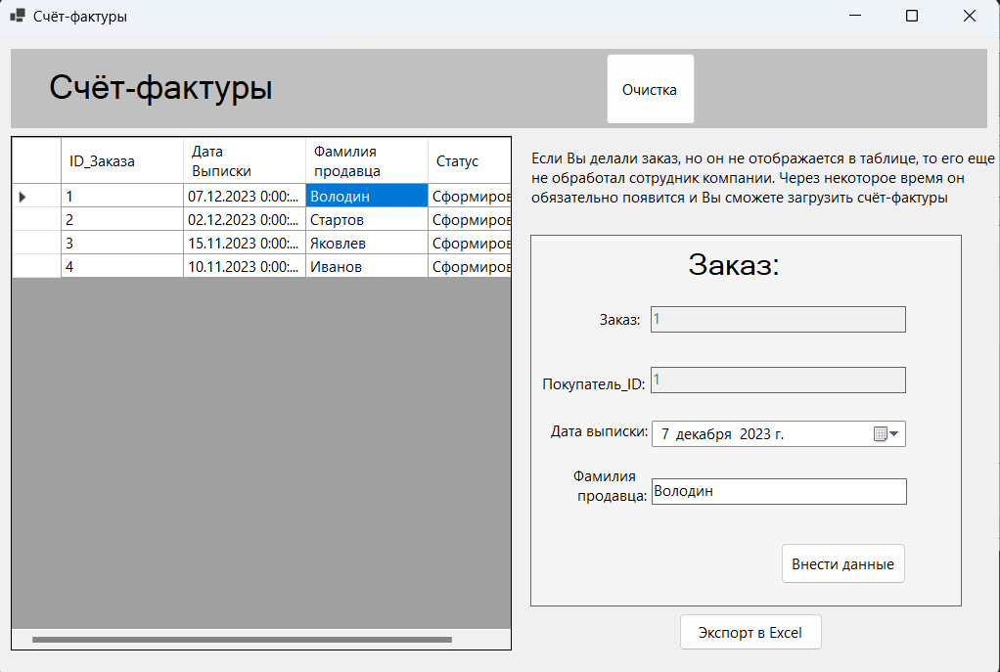 Счёт-фактуры
Счёт-фактуры
Очистка
ID_Заказа
Дата
Выписки
Фамилия
продавца
Статус
1 07.12.2023 0:00:... Володин Сформиров
2 02.12.2023 0:00:... Стартов Сформиров
3 15.11.2023 0:00:... Яковлев Сформиров
4 10.11.2023 0:00:... Иванов Сформиров
Если Вы делали заказ, но он не отображается в таблице, то его еще
не обработал сотрудник компании. Через некоторое время он
обязательно появится и Вы сможете загрузить счёт-фактуры
Заказ:
Заказ: 1
Покупатель_ID: 1
Дата выписки: 7 декабря 2023 г.
Фамилия
продавца: Володин
Внести данные
Экспорт в Excel